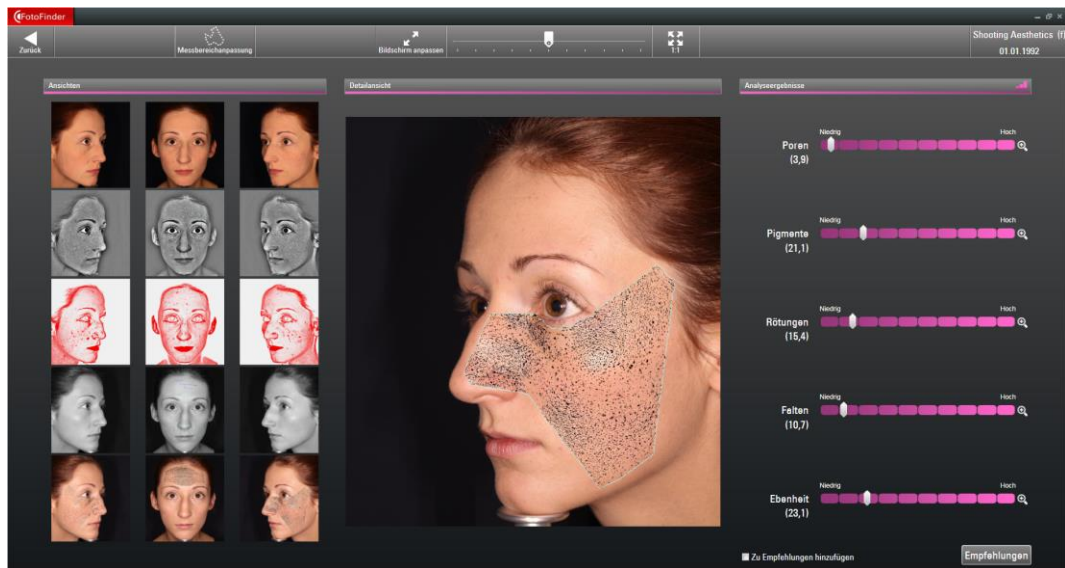 FotoFinder
Zurück
Messbereichanpassung
Bildschirm anpassen
1:1
Shooting Aesthetics (f)
01.01.1992
Ansichten
Detailansicht
Analyseergebnisse
Niedrig Hoch
Poren
(3,9)
Niedrig Hoch
Pigmente
(21,1)
Niedrig Hoch
Rötungen
(15,4)
Niedrig Hoch
Falten
(10,7)
Niedrig Hoch
Ebenheit
(23,1)
Zu Empfehlungen hinzufügen
Empfehlungen